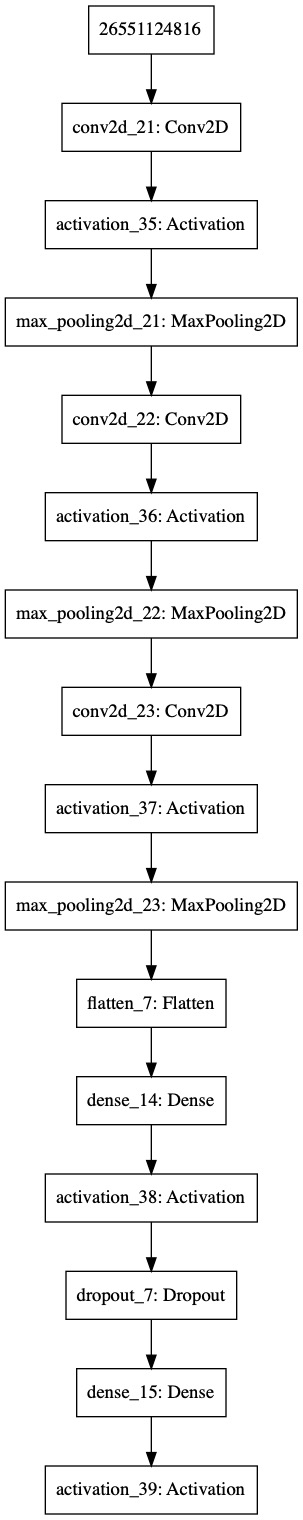 26551124816
conv2d_21: Conv2D
activation_35: Activation
max_pooling2d_21: MaxPooling2D
conv2d_22: Conv2D
activation_36: Activation
max_pooling2d_22: MaxPooling2D
conv2d_23: Conv2D
activation_37: Activation
max_pooling2d_23: MaxPooling2D
flatten_7: Flatten
dense_14: Dense
activation_38: Activation
dropout_7: Dropout
dense_15: Dense
activation_39: Activation